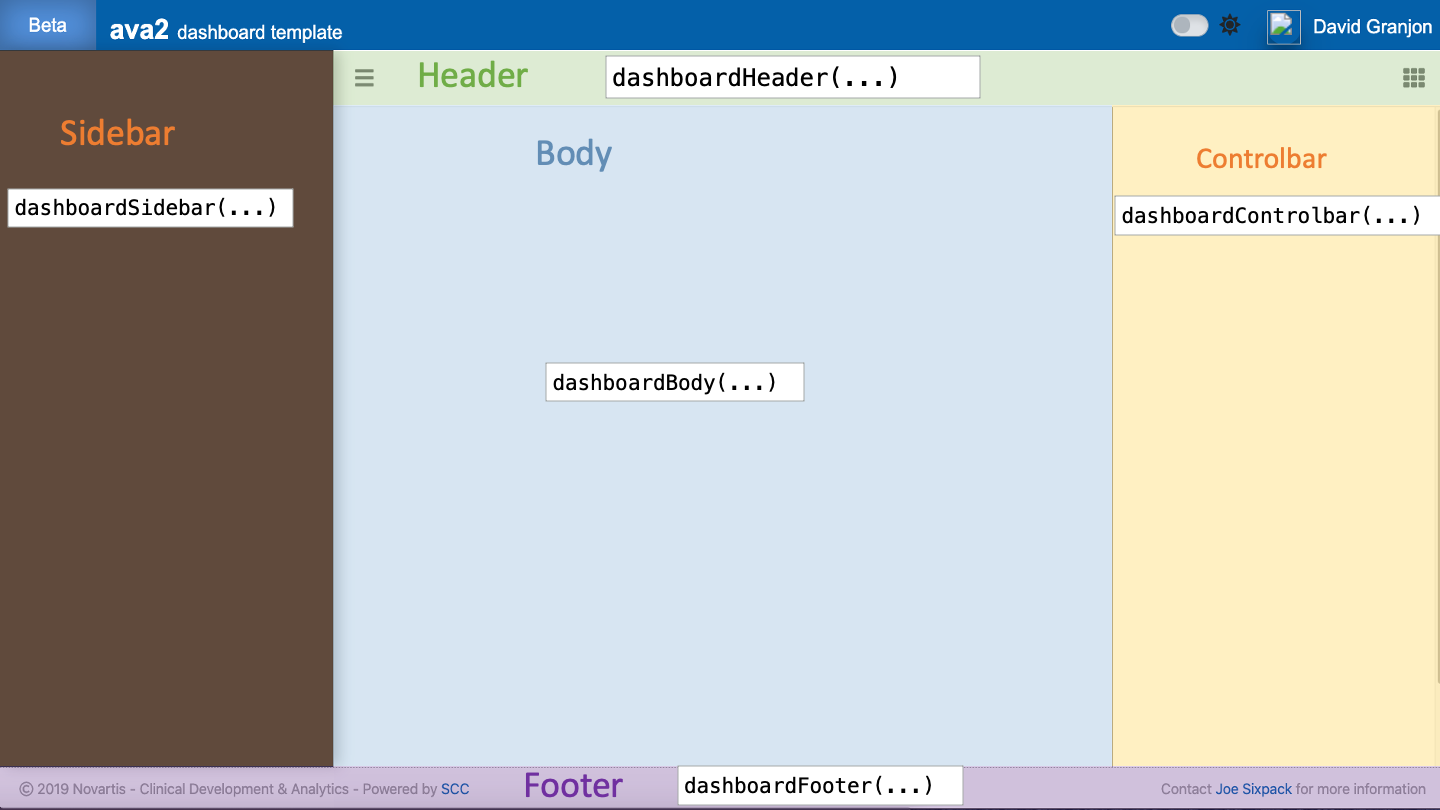 Beta
ava2 dashboard template
David Granjon
Header
dashboardHeader(...)
Sidebar
dashboardSidebar(...)
Body
dashboardBody(...)
Controlbar
dashboardControlbar(...)
© 2019 Novartis - Clinical Development & Analytics - Powered by SCC
Footer
dashboardFooter(...)
Contact Joe Sixpack for more information